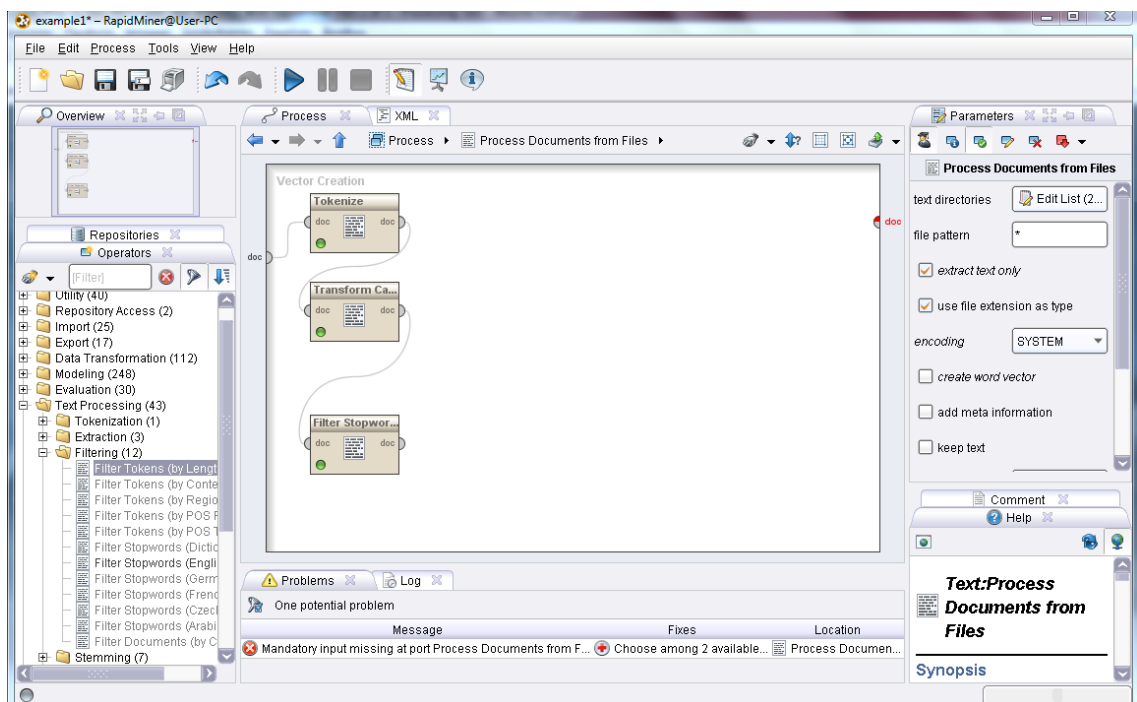 example1* – RapidMiner@User-PC
File Edit Process Tools View Help
Overview
Process
XML
Parameters
Process
Process Documents from Files
Process Documents from Files
Vector Creation
Tokenize
doc doc
doc
doc
Transform Ca...
doc doc
Filter Stopwor...
doc doc
Repositories
Operators
[Filter]
Utility (40)
Repository Access (2)
Import (25)
Export (17)
Data Transformation (112)
Modeling (248)
Evaluation (30)
Text Processing (43)
Tokenization (1)
Extraction (3)
Filtering (12)
Filter Tokens (by Lengt
Filter Tokens (by Conte
Filter Tokens (by Regio
Filter Tokens (by POS F
Filter Tokens (by POS T
Filter Stopwords (Dictic
Filter Stopwords (Engli
Filter Stopwords (Germ
Filter Stopwords (Frenc
Filter Stopwords (Czecl
Filter Stopwords (Arabi
Filter Documents (by C
Stemming (7)
text directories Edit List (2...
file pattern *
extract text only
use file extension as type
encoding SYSTEM
create word vector
add meta information
keep text
Problems
Log
One potential problem
Message Fixes Location
Mandatory input missing at port Process Documents from F... Choose among 2 available... Process Documen...
Comment
Help
Text:Process
Documents from
Files
Synopsis